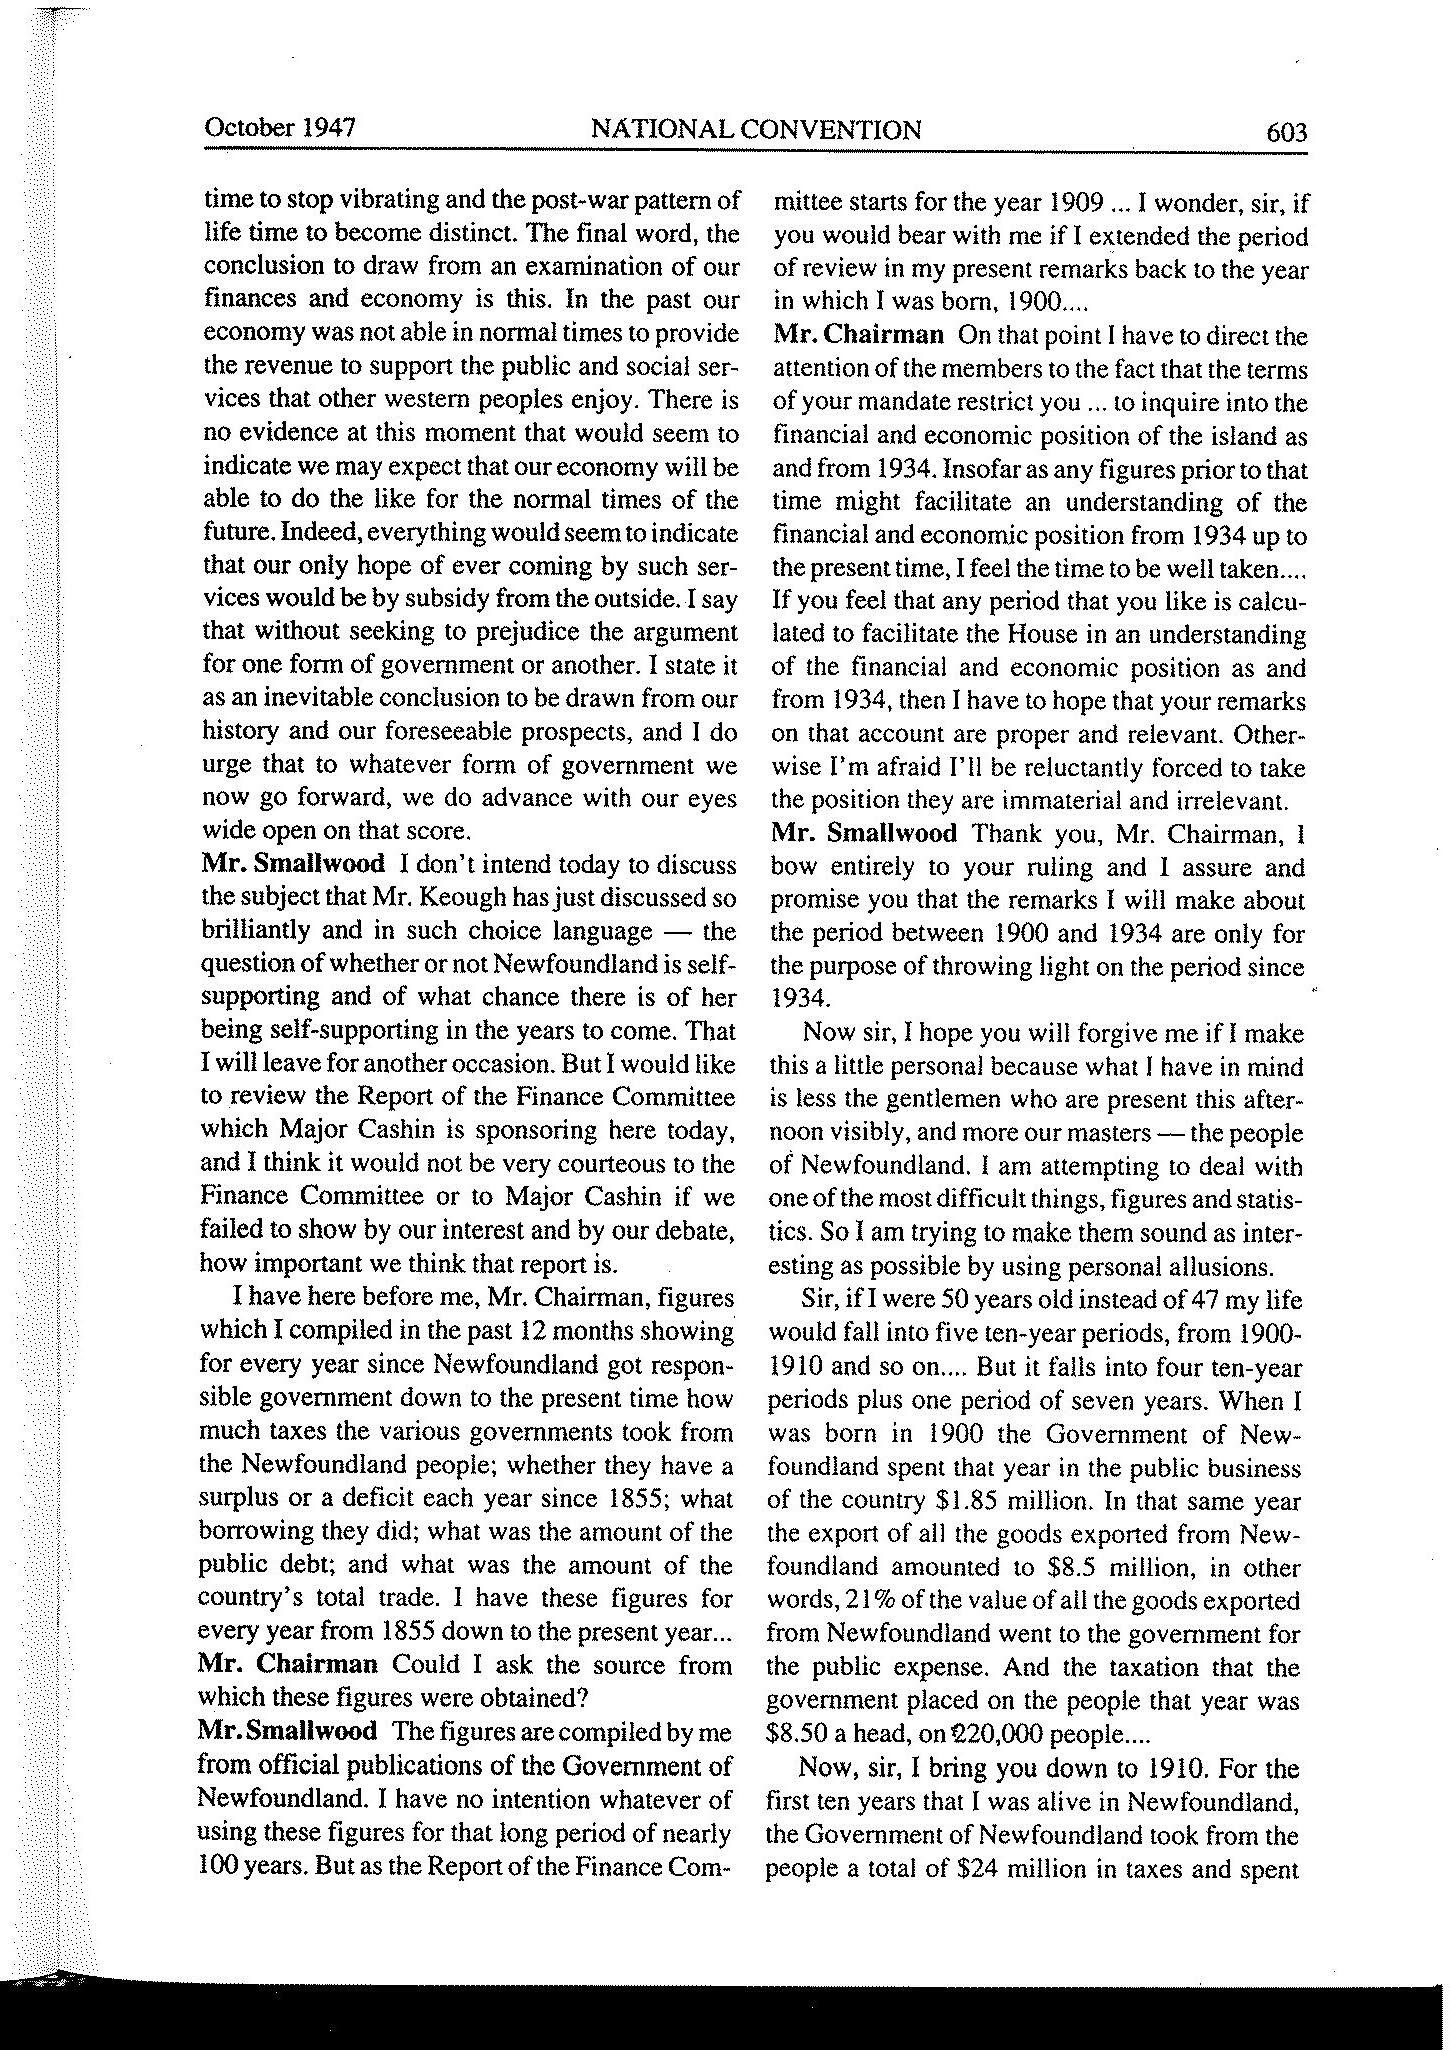 October 1947
NATIONAL CONVENTION
603
time to stop vibrating and the post-war pattern of
life time to become distinct. The final word, the
conclusion to draw from an examination of our
finances and economy is this. In the past our
economy was not able in normal times to provide
the revenue to support the public and social ser-
vices that other western peoples enjoy. There is
no evidence at this moment that would seem to
indicate we may expect that our economy will be
able to do the like for the normal times of the
future. Indeed, everything would seem to indicate
that our only hope of ever coming by such ser-
vices would be by subsidy from the outside. I say
that without seeking to prejudice the argument
for one form of government or another. I state it
as an inevitable conclusion to be drawn from our
history and our foreseeable prospects, and I do
urge that to whatever form of government we
now go forward, we do advance with our eyes
wide open on that score.
Mr. Smallwood I don't intend today to discuss
the subject that Mr. Keough has just discussed so
brilliantly and in such choice language — the
question of whether or not Newfoundland is self-
supporting and of what chance there is of her
being self-supporting in the years to come. That
I will leave for another occasion. But I would like
to review the Report of the Finance Committee
which Major Cashin is sponsoring here today,
and I think it would not be very courteous to the
Finance Committee or to Major Cashin if we
failed to show by our interest and by our debate,
how important we think that report is.
I have here before me, Mr. Chairman, figures
which I compiled in the past 12 months showing
for every year since Newfoundland got respon-
sible government down to the present time how
much taxes the various governments took from
the Newfoundland people; whether they have a
surplus or a deficit each year since 1855; what
borrowing they did; what was the amount of the
public debt; and what was the amount of the
country's total trade. I have these figures for
every year from 1855 down to the present year...
Mr. Chairman Could I ask the source from
which these figures were obtained?
Mr. Smallwood The figures are compiled by me
from official publications of the Government of
Newfoundland. I have no intention whatever of
using these figures for that long period of nearly
100 years. But as the Report of the Finance Com-
mittee starts for the year 1909 ... I wonder, sir, if
you would bear with me if I extended the period
of review in my present remarks back to the year
in which I was born, 1900....
Mr. Chairman On that point I have to direct the
attention of the members to the fact that the terms
of your mandate restrict you ... to inquire into the
financial and economic position of the island as
and from 1934. Insofar as any figures prior to that
time might facilitate an understanding of the
financial and economic position from 1934 up to
the present time, I feel the time to be well taken....
If you feel that any period that you like is calcu-
lated to facilitate the House in an understanding
of the financial and economic position as and
from 1934, then I have to hope that your remarks
on that account are proper and relevant. Other-
wise I'm afraid I'll be reluctantly forced to take
the position they are immaterial and irrelevant.
Mr. Smallwood Thank you, Mr. Chairman, I
bow entirely to your ruling and I assure and
promise you that the remarks I will make about
the period between 1900 and 1934 are only for
the purpose of throwing light on the period since
1934.
Now sir, I hope you will forgive me if I make
this a little personal because what I have in mind
is less the gentlemen who are present this after-
noon visibly, and more our masters — the people
of Newfoundland. I am attempting to deal with
one of the most difficult things, figures and statis-
tics. So I am trying to make them sound as inter-
esting as possible by using personal allusions.
Sir, if I were 50 years old instead of 47 my life
would fall into five ten-year periods, from 1900-
1910 and so on.... But it falls into four ten-year
periods plus one period of seven years. When I
was born in 1900 the Government of New-
foundland spent that year in the public business
of the country $1.85 million. In that same year
the export of all the goods exported from New-
foundland amounted to $8.5 million, in other
words, 21% of the value of all the goods exported
from Newfoundland went to the government for
the public expense. And the taxation that the
government placed on the people that year was
$8.50 a head, on 220,000 people....
Now, sir, I bring you down to 1910. For the
first ten years that I was alive in Newfoundland,
the Government of Newfoundland took from the
people a total of $24 million in taxes and spent